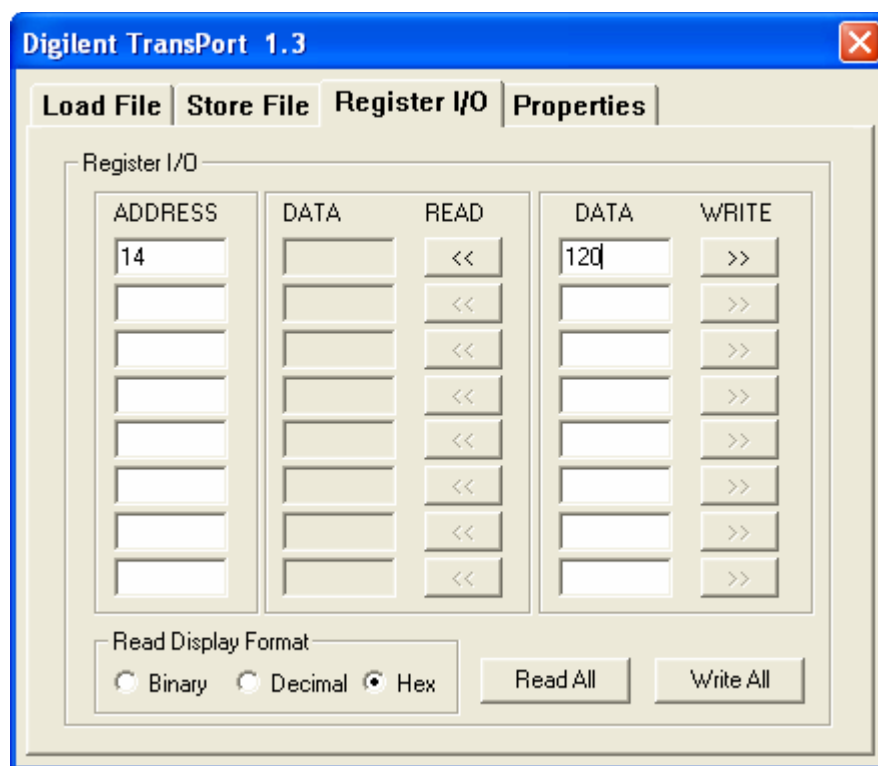 Digilent TransPort 1.3
Load File Store File Register I/O Properties
Register I/O
ADDRESS DATA READ DATA WRITE
14 << 120 >>
<< >>
<< >>
<< >>
<< >>
<< >>
<< >>
<< >>
Read Display Format
Binary Decimal Hex Read All Write All